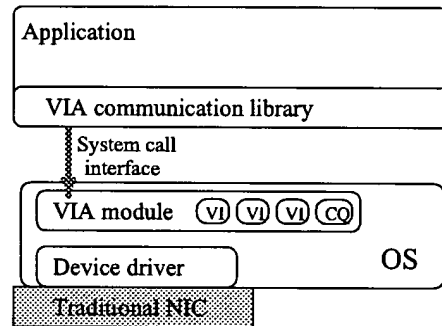 Application
VIA communication library
System call
interface
VIA module VI VI VI CQ
Device driver
OS
Traditional NIC